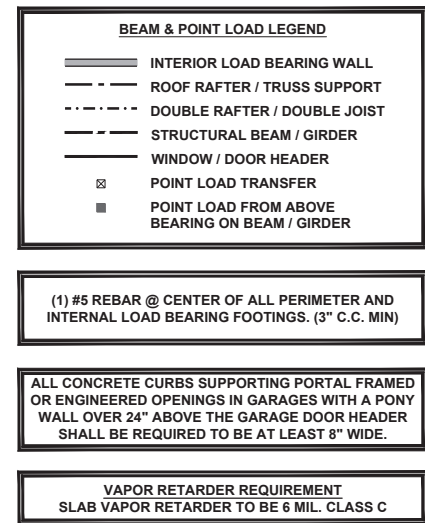 BEAM & POINT LOAD LEGEND
INTERIOR LOAD BEARING WALL
ROOF RAFTER / TRUSS SUPPORT
DOUBLE RAFTER / DOUBLE JOIST
STRUCTURAL BEAM / GIRDER
WINDOW / DOOR HEADER
POINT LOAD TRANSFER
POINT LOAD FROM ABOVE
BEARING ON BEAM / GIRDER
(1) #5 REBAR @ CENTER OF ALL PERIMETER AND
INTERNAL LOAD BEARING FOOTINGS. (3" C.C. MIN)
ALL CONCRETE CURBS SUPPORTING PORTAL FRAMED
OR ENGINEERED OPENINGS IN GARAGES WITH A PONY
WALL OVER 24" ABOVE THE GARAGE DOOR HEADER
SHALL BE REQUIRED TO BE AT LEAST 8" WIDE.
VAPOR RETARDER REQUIREMENT
SLAB VAPOR RETARDER TO BE 6 MIL. CLASS C